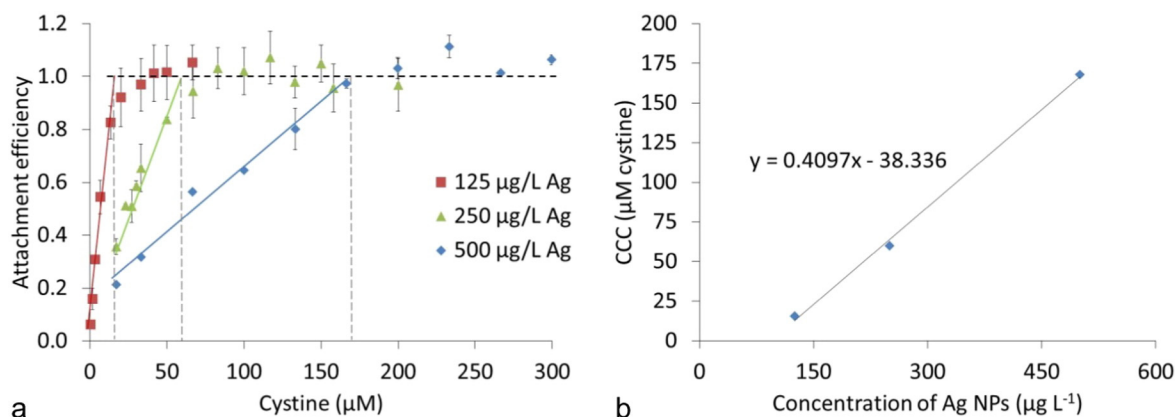 1.2
1.0
0.8
0.6
0.4
0.2
0.0
Attachment efficiency
125 µg/L Ag
250 µg/L Ag
500 µg/L Ag
0 50 100 150 200 250 300
Cystine (µM)
a
200
175
150
125
100
75
50
25
0
CCC (µM cystine)
y = 0.4097x - 38.336
0 150 300 450 600
Concentration of Ag NPs (µg L⁻¹)
b